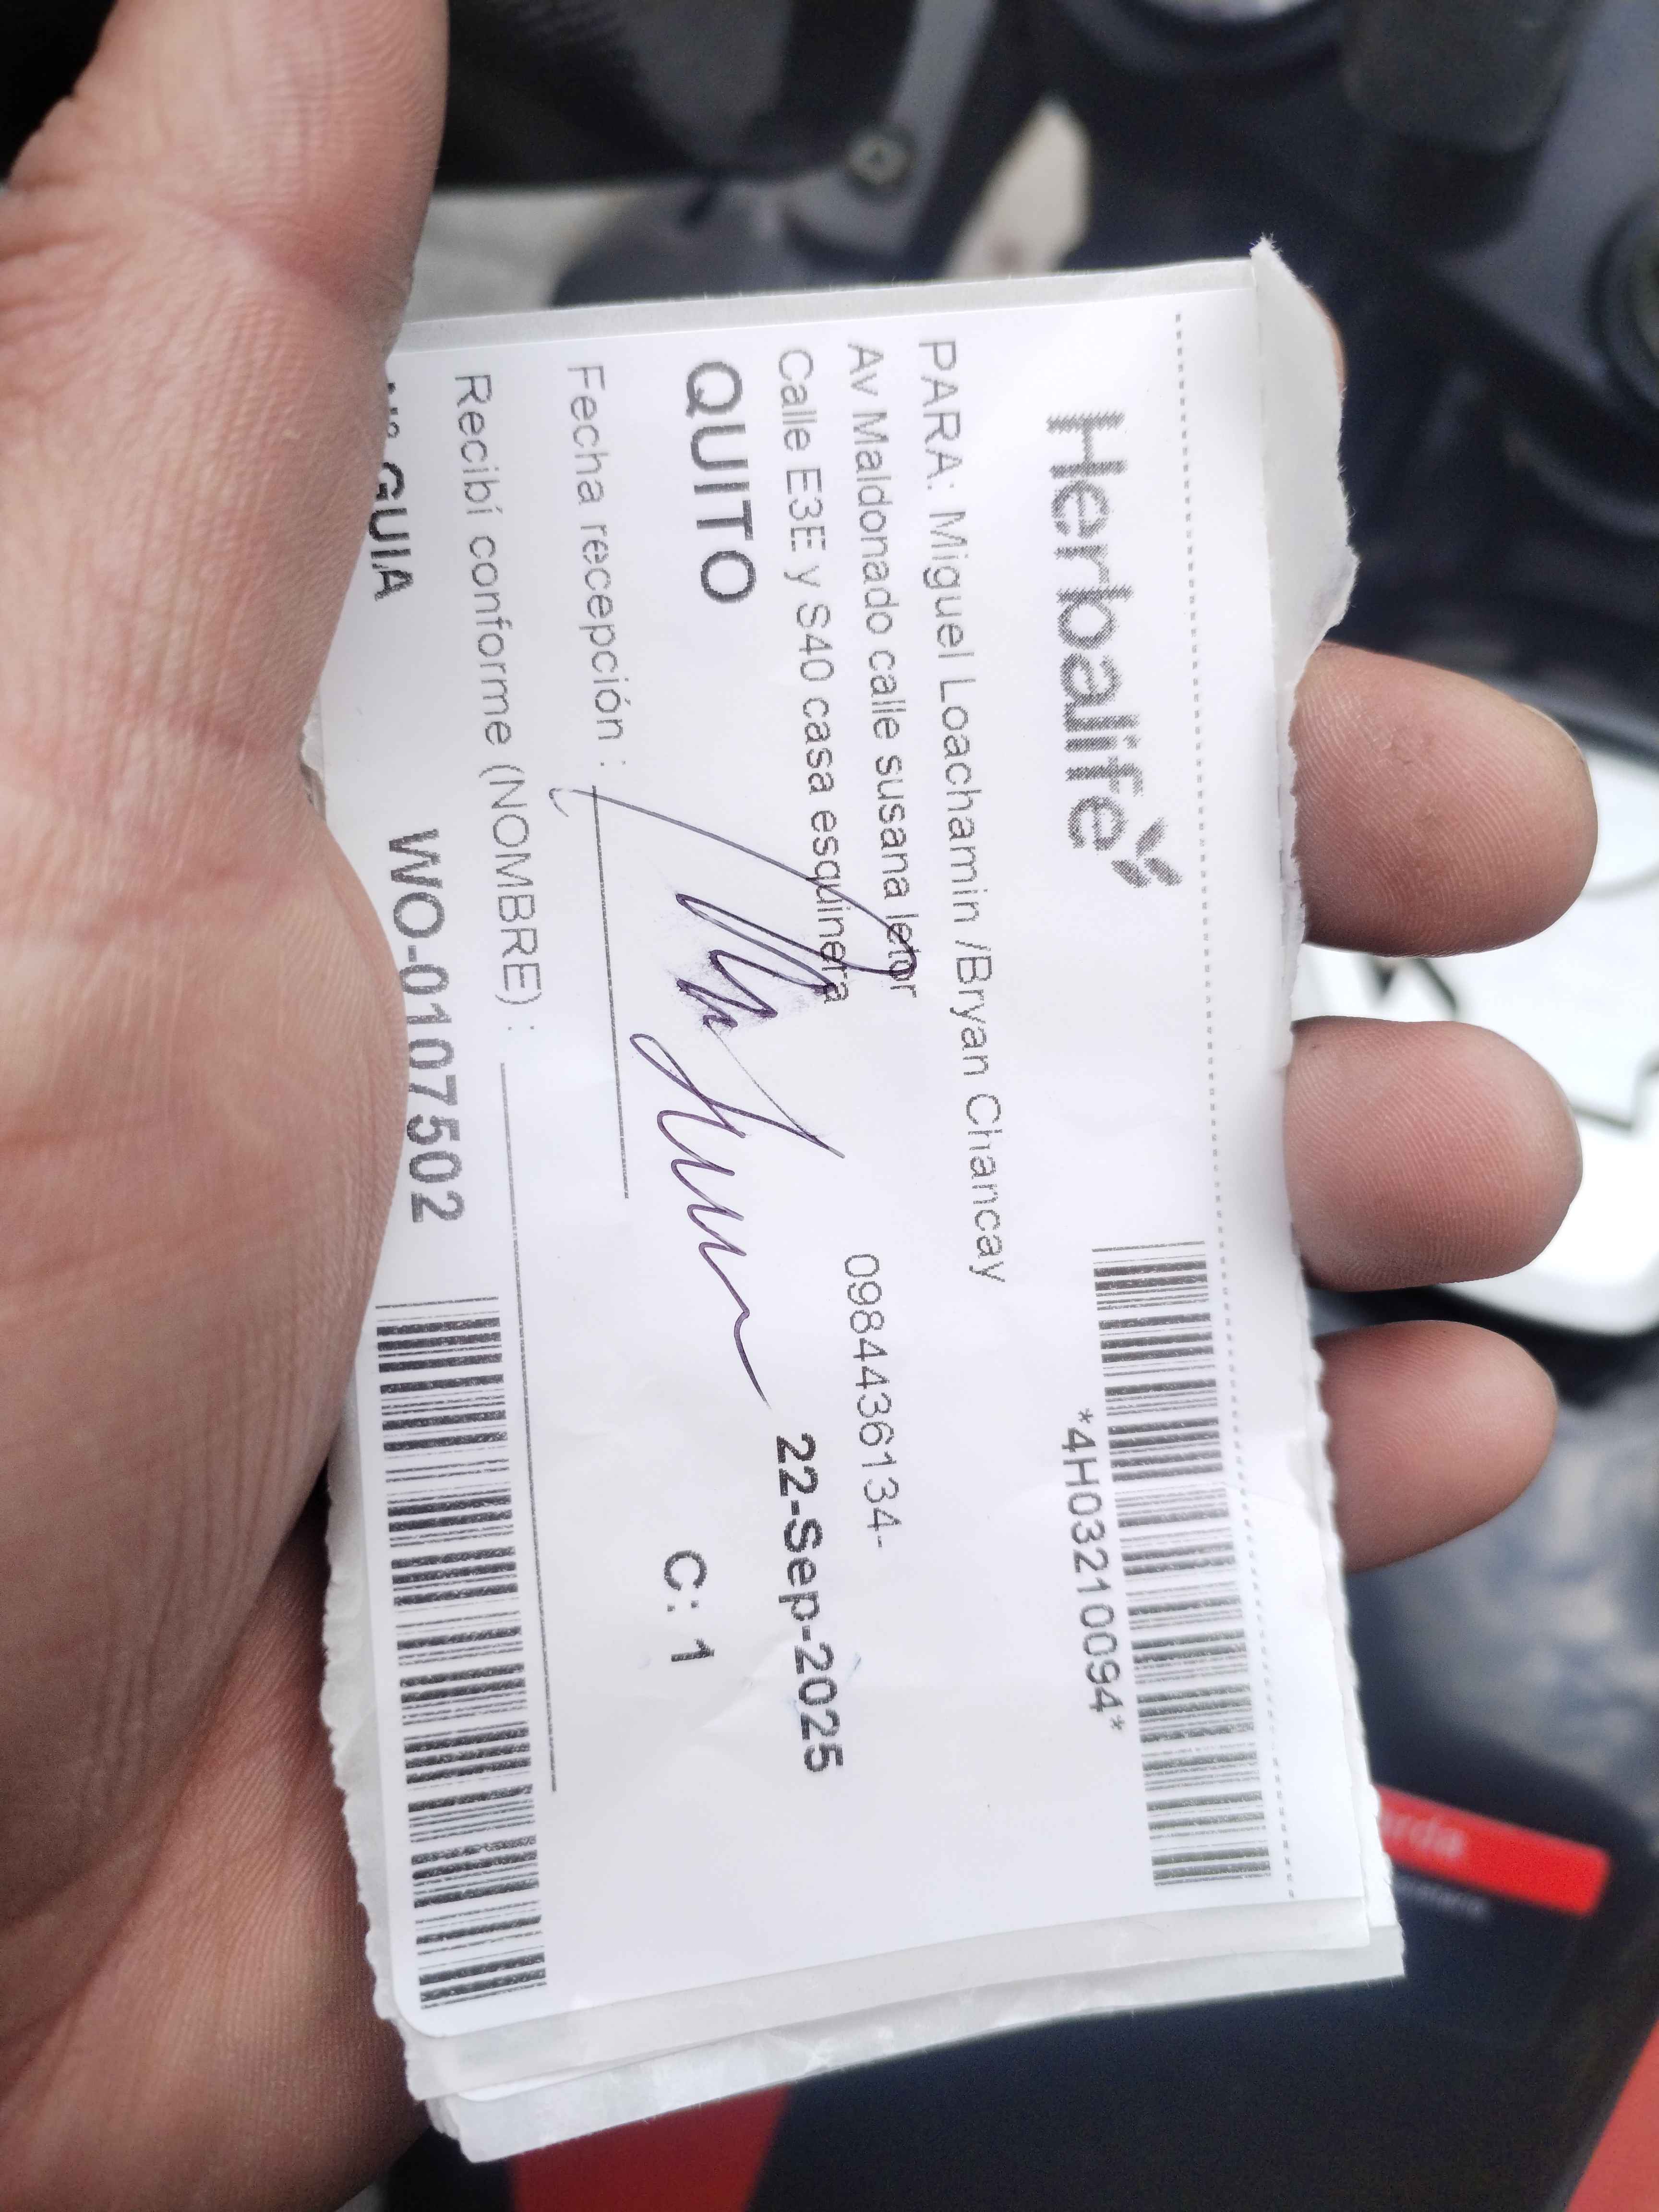 Herbalife
*4H03210094*
PARA: Miguel Loachamin /Bryan Chancay
Av Maldonado calle susana letor
0984436134-
Calle E3E y S40 casa esquinera
QUITO
22-Sep-2025
C: 1
Fecha recepción :
Recibí conforme (NOMBRE) :
GUIA
WO-0107502